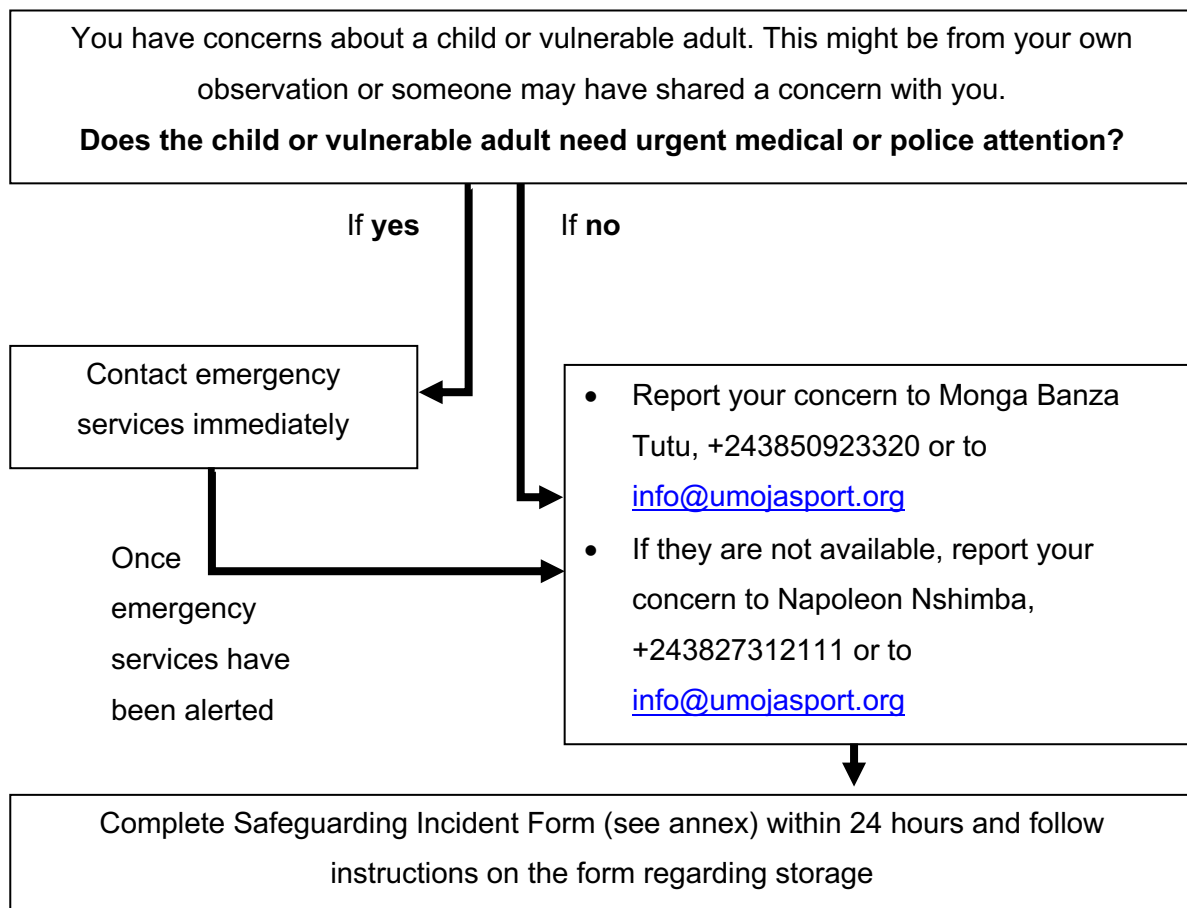 You have concerns about a child or vulnerable adult. This might be from your own
observation or someone may have shared a concern with you.
Does the child or vulnerable adult need urgent medical or police attention?
If yes
If no
Contact emergency
services immediately
Once
emergency
services have
been alerted
• Report your concern to Monga Banza
Tutu, +243850923320 or to
info@umojasport.org
• If they are not available, report your
concern to Napoleon Nshimba,
+243827312111 or to
info@umojasport.org
Complete Safeguarding Incident Form (see annex) within 24 hours and follow
instructions on the form regarding storage